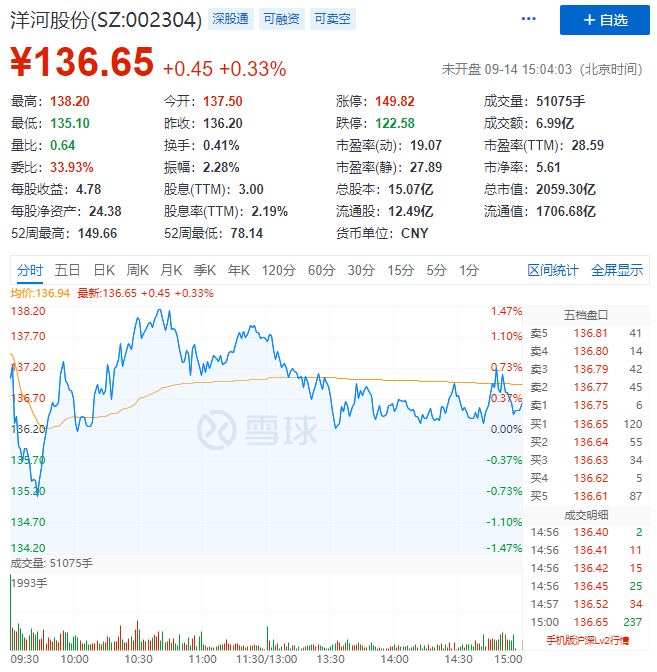 洋河股份(SZ:002304) 深股通 可融资 可卖空 ··· +自选
¥136.65 +0.45 +0.33% 未开盘 09-14 15:04:03（北京时间）
最高：138.20 今开：137.50 涨停：149.82 成交量：51075手
最低：135.10 昨收：136.20 跌停：122.58 成交额：6.99亿
量比：0.64 换手：0.41% 市盈率(动)：19.07 市盈率(TTM)：28.59
委比：33.93% 振幅：2.28% 市盈率(静)：27.89 市净率：5.61
每股收益：4.78 股息(TTM)：3.00 总股本：15.07亿 总市值：2059.30亿
每股净资产：24.38 股息率(TTM)：2.19% 流通股：12.49亿 流通值：1706.68亿
52周最高：149.66 52周最低：78.14 货币单位：CNY
分时 五日 日K 周K 月K 季K 年K 120分 60分 30分 15分 5分 1分 区间统计 全屏显示
均价:136.94 最新:136.65 +0.45 +0.33%
138.20 1.47%
137.70 1.10%
137.20 0.73%
136.70 0.37%
136.20 0.00%
135.70 -0.37%
135.20 -0.73%
134.70 -1.10%
134.20 -1.47%
雪球
成交量: 51075手
1993手
09:30 10:00 10:30 11:00 11:30/13:00 13:30 14:00 14:30 15:00
五档盘口
卖5 136.81 41
卖4 136.80 14
卖3 136.79 42
卖2 136.77 45
卖1 136.75 6
买1 136.65 120
买2 136.64 55
买3 136.63 34
买4 136.62 5
买5 136.61 87
成交明细
14:56 136.40 2
14:56 136.41 11
14:56 136.42 15
14:56 136.45 25
14:57 136.52 34
15:00 136.65 237
手机版沪深Lv2行情